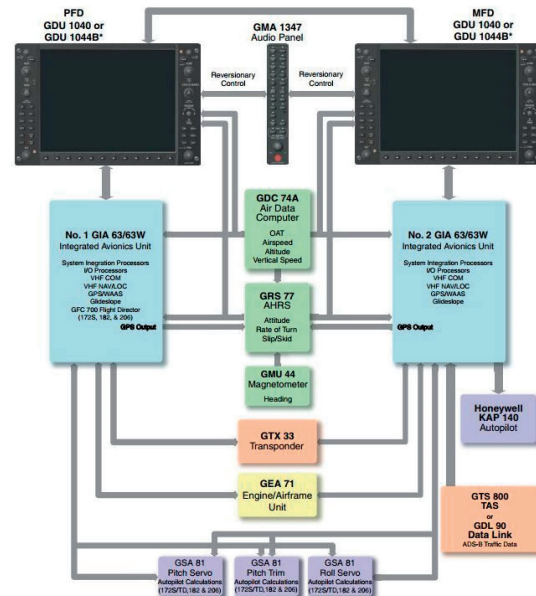 PFD
GDU 1040 or
GDU 1044B*
GMA 1347
Audio Panel
MFD
GDU 1040 or
GDU 1044B*
Reversionary
Control
Reversionary
Control
GDC 74A
Air Data
Computer
OAT
Airspeed
Altitude
Vertical Speed
No. 1 GIA 63/63W
Integrated Avionics Unit
System Integration Processors
I/O Processors
VHF COM
VHF NAV/LOC
GPS/WAAS
Glideslope
GFC 700 Flight Director
(172S, 182, & 206)
GPS Output
No. 2 GIA 63/63W
Integrated Avionics Unit
System Integration Processors
I/O Processors
VHF COM
VHF NAV/LOC
GPS/WAAS
Glideslope
GPS Output
GRS 77
AHRS
Attitude
Rate of Turn
Slip/Skid
GMU 44
Magnetometer
Heading
Honeywell
KAP 140
Autopilot
GTX 33
Transponder
GEA 71
Engine/Airframe
Unit
GTS 800
TAS
or
GDL 90
Data Link
ADS-B Traffic Data
GSA 81
Pitch Servo
Autopilot Calculations
(172S/TD,182 & 206)
GSA 81
Pitch Trim
Autopilot Calculations
(172S/TD,182 & 206)
GSA 81
Roll Servo
Autopilot Calculations
(172S/TD,182 & 206)